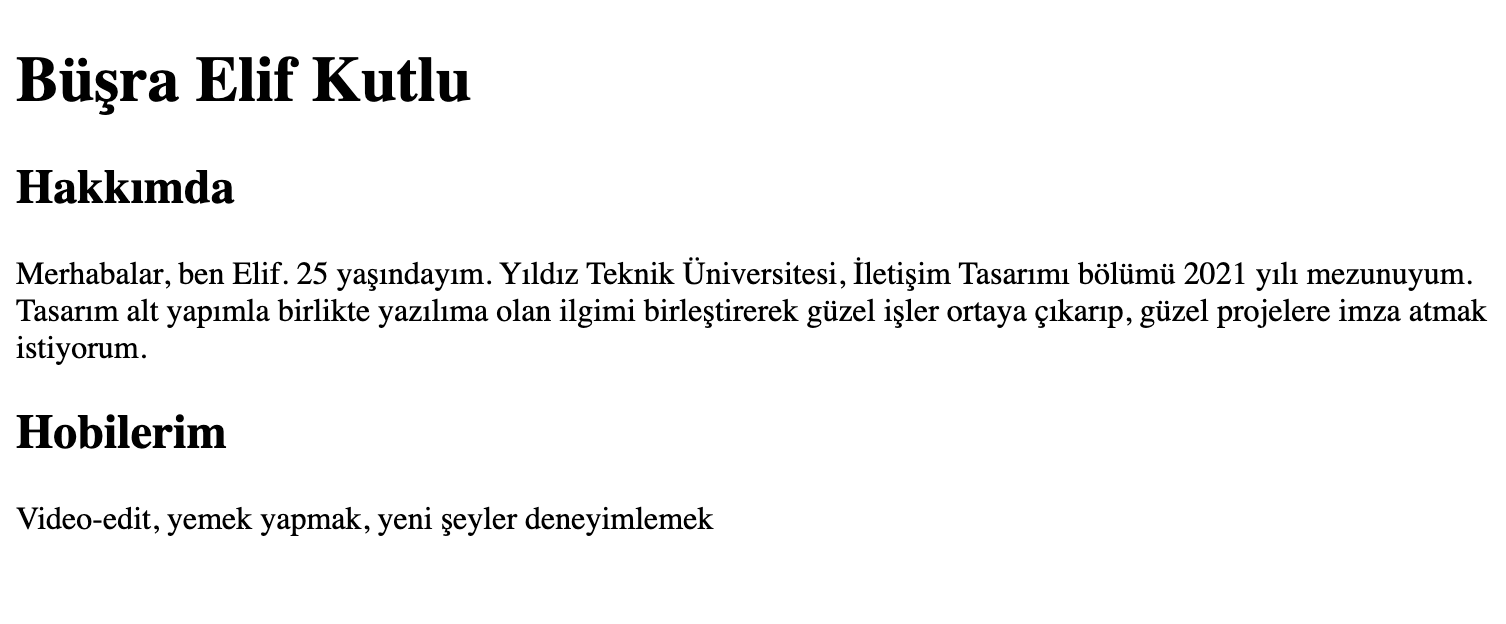 Büşra Elif Kutlu
Hakkımda
Merhabalar, ben Elif. 25 yaşındayım. Yıldız Teknik Üniversitesi, İletişim Tasarımı bölümü 2021 yılı mezunuyum.
Tasarım alt yapımla birlikte yazılıma olan ilgimi birleştirerek güzel işler ortaya çıkarıp, güzel projelere imza atmak
istiyorum.
Hobilerim
Video-edit, yemek yapmak, yeni şeyler deneyimlemek